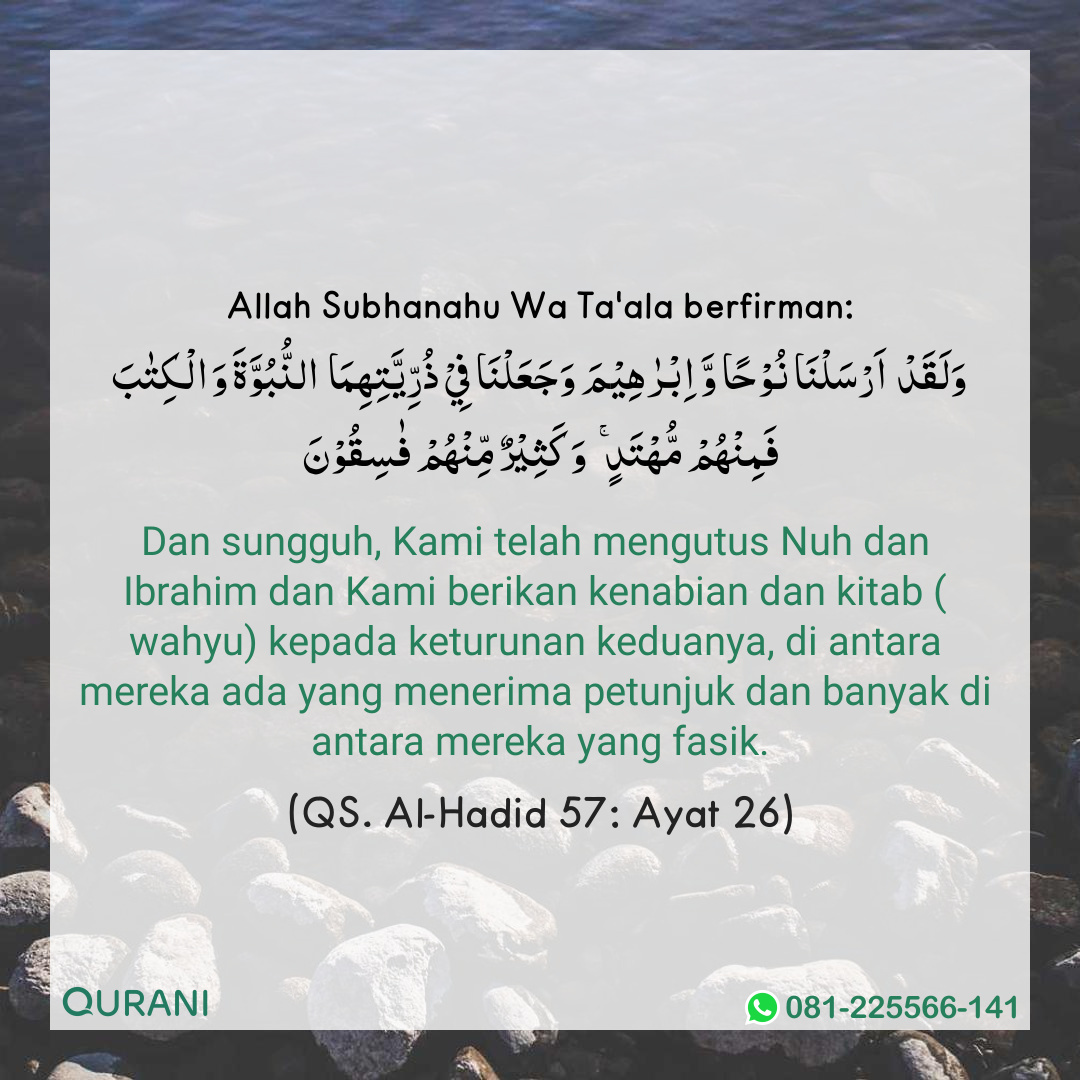 Allah Subhanahu Wa Ta'ala berfirman:
وَلَقَدْ اَرْسَلْنَا نُوْحًا وَّاِبْرٰهِيْمَ وَجَعَلْنَا فِيْ ذُرِّيَّتِهِمَا النُّبُوَّةَ وَالْكِتٰبَ
فَمِنْهُمْ مُّهْتَدٍۚ وَكَثِيْرٌ مِّنْهُمْ فٰسِقُوْنَ
Dan sungguh, Kami telah mengutus Nuh dan
Ibrahim dan Kami berikan kenabian dan kitab (
wahyu) kepada keturunan keduanya, di antara
mereka ada yang menerima petunjuk dan banyak di
antara mereka yang fasik.
(QS. Al-Hadid 57: Ayat 26)
QURANI
081-225566-141